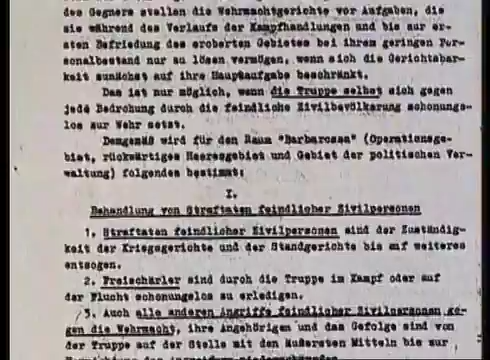 des Gegners stellen die Wehrmachtgerichte vor Aufgaben, die
sie während des Verlaufs der Kampfhandlungen und bis zur er-
sten Befriedung des eroberten Gebietes bei ihrem geringen Per-
sonalbestand nur zu lösen vermögen, wenn sich die Gerichtsbar-
keit zunächst auf ihre Hauptaufgabe beschränkt.
Das ist nur möglich, wenn die Truppe selbst sich gegen
jede Bedrohung durch die feindliche Zivilbevölkerung schonungs-
los zur Wehr setzt.
Demgemäß wird für den Raum "Barbarossa" (Operationsge-
biet, rückwärtiges Heeresgebiet und Gebiet der politischen Ver-
waltung) folgendes bestimmt:
I.
Behandlung von Straftaten feindlicher Zivilpersonen
1. Straftaten feindlicher Zivilpersonen sind der Zuständig-
keit der Kriegsgerichte und der Standgerichte bis auf weiteres
entzogen.
2. Freischärler sind durch die Truppe im Kampf oder auf
der Flucht schonungslos zu erledigen.
3. Auch alle anderen Angriffe feindlicher Zivilpersonen ge-
gen die Wehrmacht, ihre Angehörigen und das Gefolge sind von
der Truppe auf der Stelle mit den äußersten Mitteln bis zur